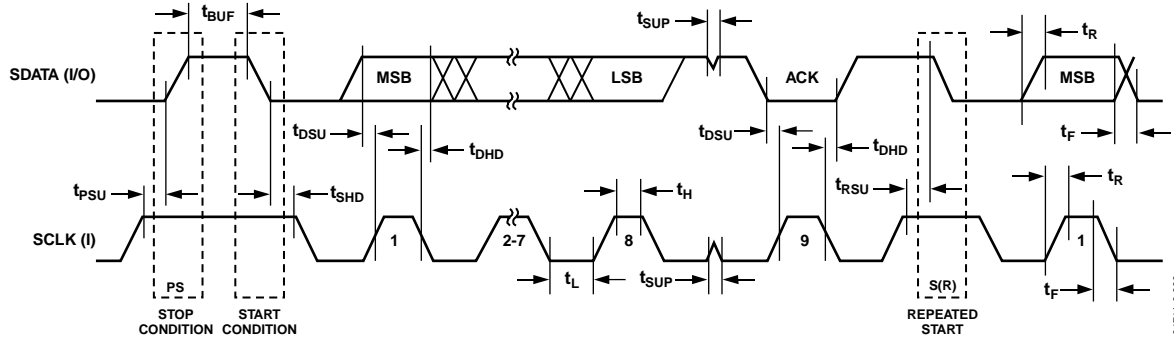 tBUF
tSUP
tR
SDATA (I/O)
MSB
LSB
ACK
MSB
tDSU
tDHD
tDSU
tDHD
tF
tPSU
tSHD
tH
tRSU
tR
SCLK (I)
1
2-7
8
9
1
tL
tSUP
tF
PS
S(R)
STOP
CONDITION
START
CONDITION
REPEATED
START